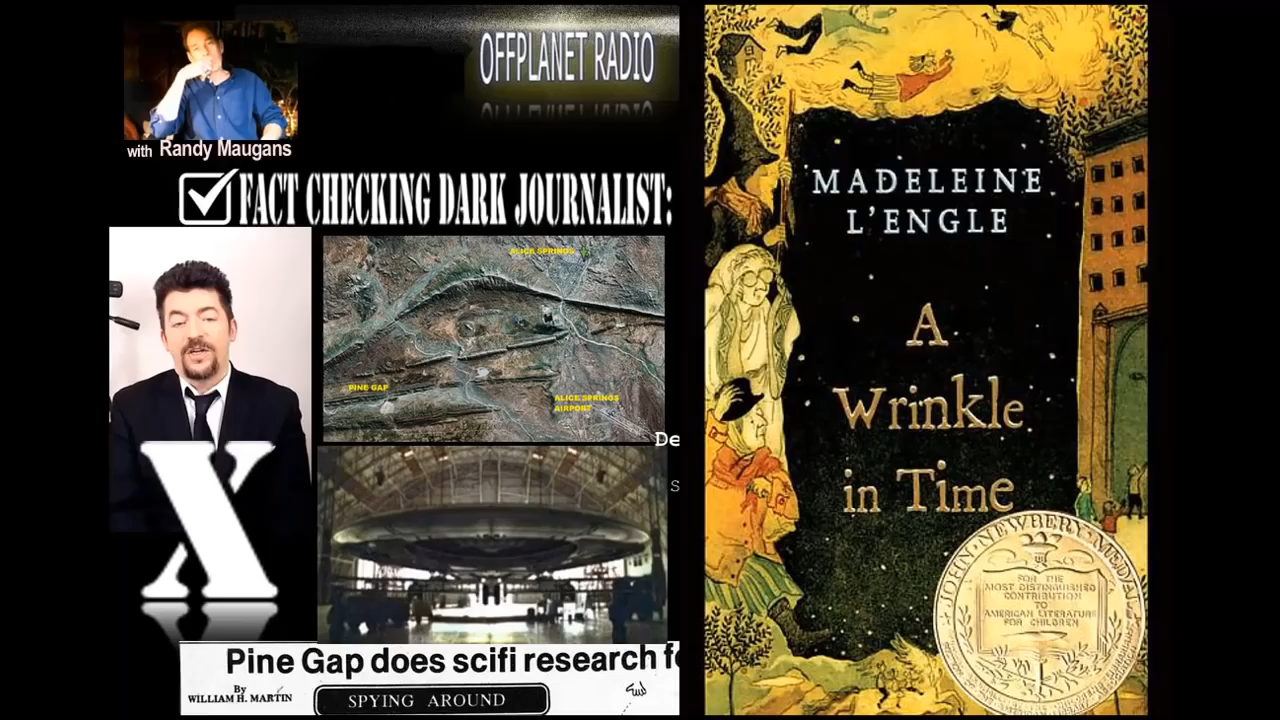 OFFPLANET RADIO
with Randy Maugans
FACT CHECKING DARK JOURNALIST:
ALICE SPRINGS
PINE GAP
ALICE SPRINGS
AIRPORT
De
S
X
Pine Gap does scifi research fo
By
WILLIAM H. MARTIN
SPYING AROUND
MADELEINE
L'ENGLE
A
Wrinkle
in Time
JOHN NEWBERY MEDAL
FOR THE
MOST DISTINGUISHED
CONTRIBUTION
TO
AMERICAN LITERATURE
FOR CHILDREN